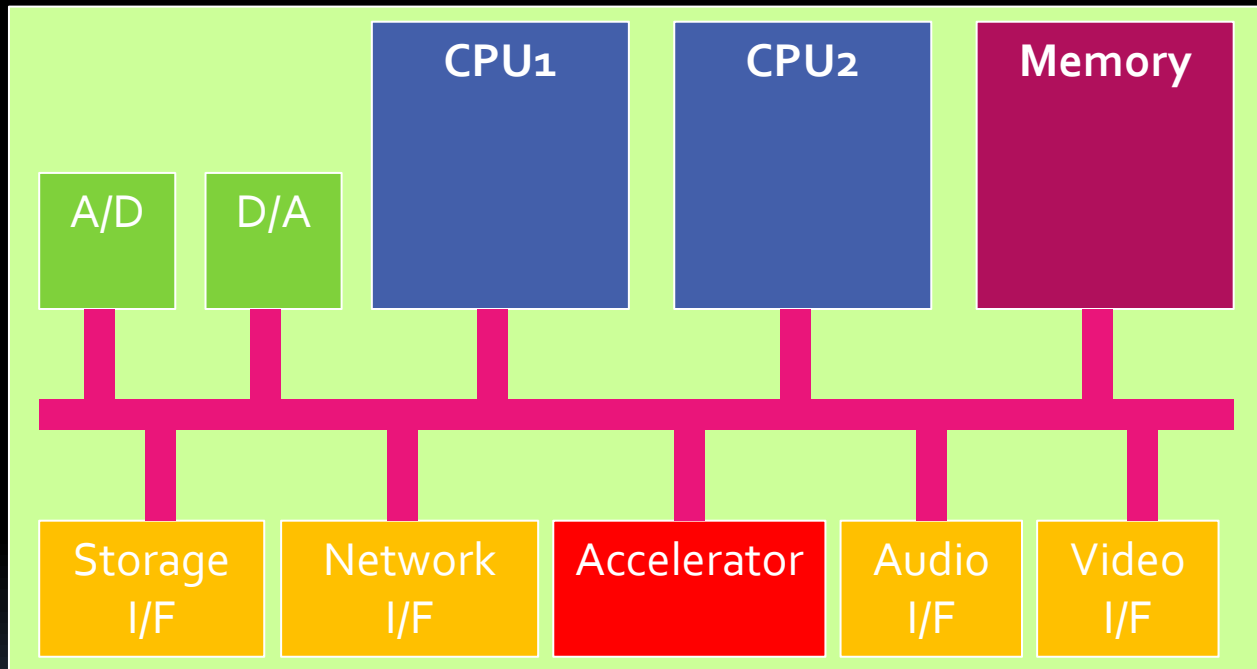 CPU1
CPU2
Memory
A/D
D/A
Storage
I/F
Network
I/F
Accelerator
Audio
I/F
Video
I/F